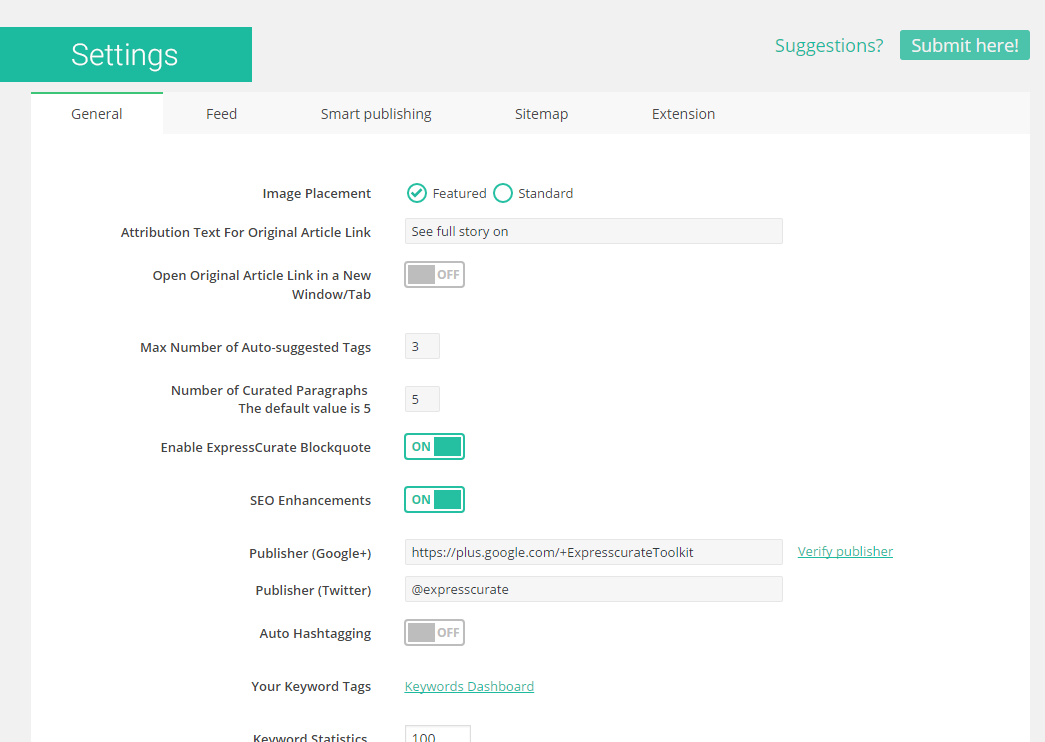 Settings
Suggestions? Submit here!
General Feed Smart publishing Sitemap Extension
Image Placement Featured Standard
Attribution Text For Original Article Link See full story on
Open Original Article Link in a New OFF
Window/Tab
Max Number of Auto-suggested Tags 3
Number of Curated Paragraphs
The default value is 5 5
Enable ExpressCurate Blockquote ON
SEO Enhancements ON
Publisher (Google+) https://plus.google.com/+ExpresscurateToolkit Verify publisher
Publisher (Twitter) @expresscurate
Auto Hashtagging OFF
Your Keyword Tags Keywords Dashboard
Keyword Statistics 100